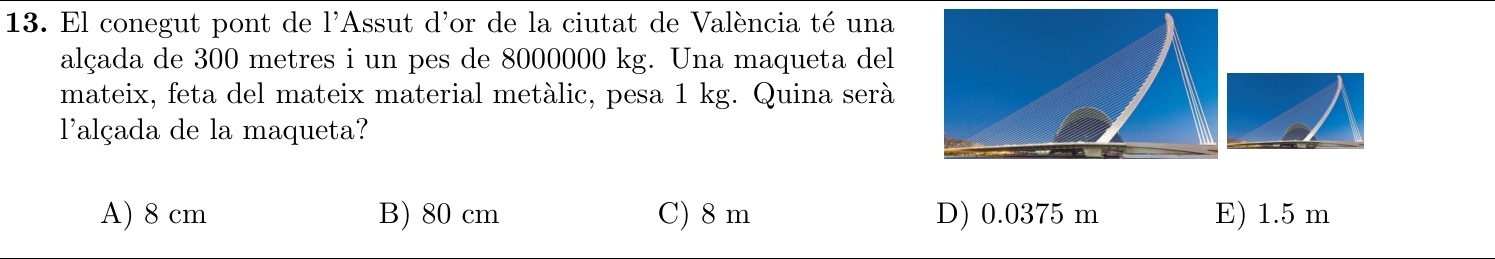 13. El conegut pont de l’Assut d’or de la ciutat de València té una
alçada de 300 metres i un pes de 8000000 kg. Una maqueta del
mateix, feta del mateix material metàlic, pesa 1 kg. Quina serà
l’alçada de la maqueta?
A) 8 cm B) 80 cm C) 8 m D) 0.0375 m E) 1.5 m